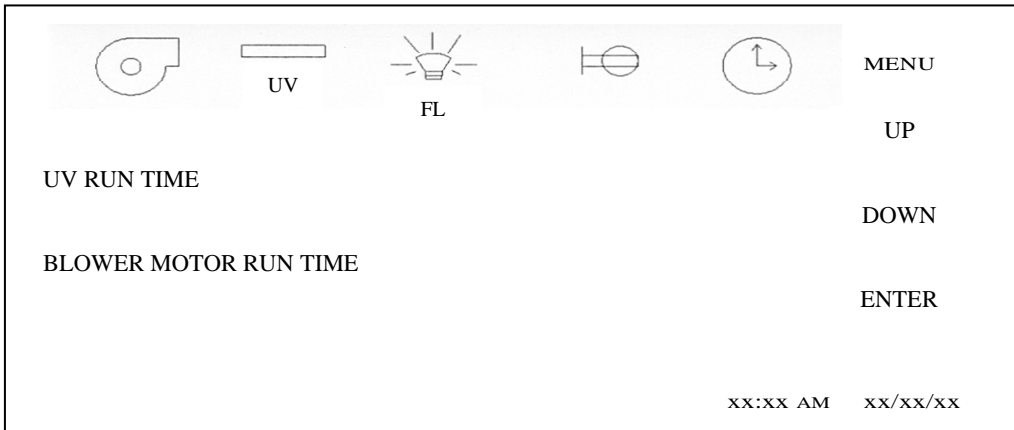 MENU
UV
FL
UP
UV RUN TIME
DOWN
BLOWER MOTOR RUN TIME
ENTER
xx:xx AM xx/xx/xx